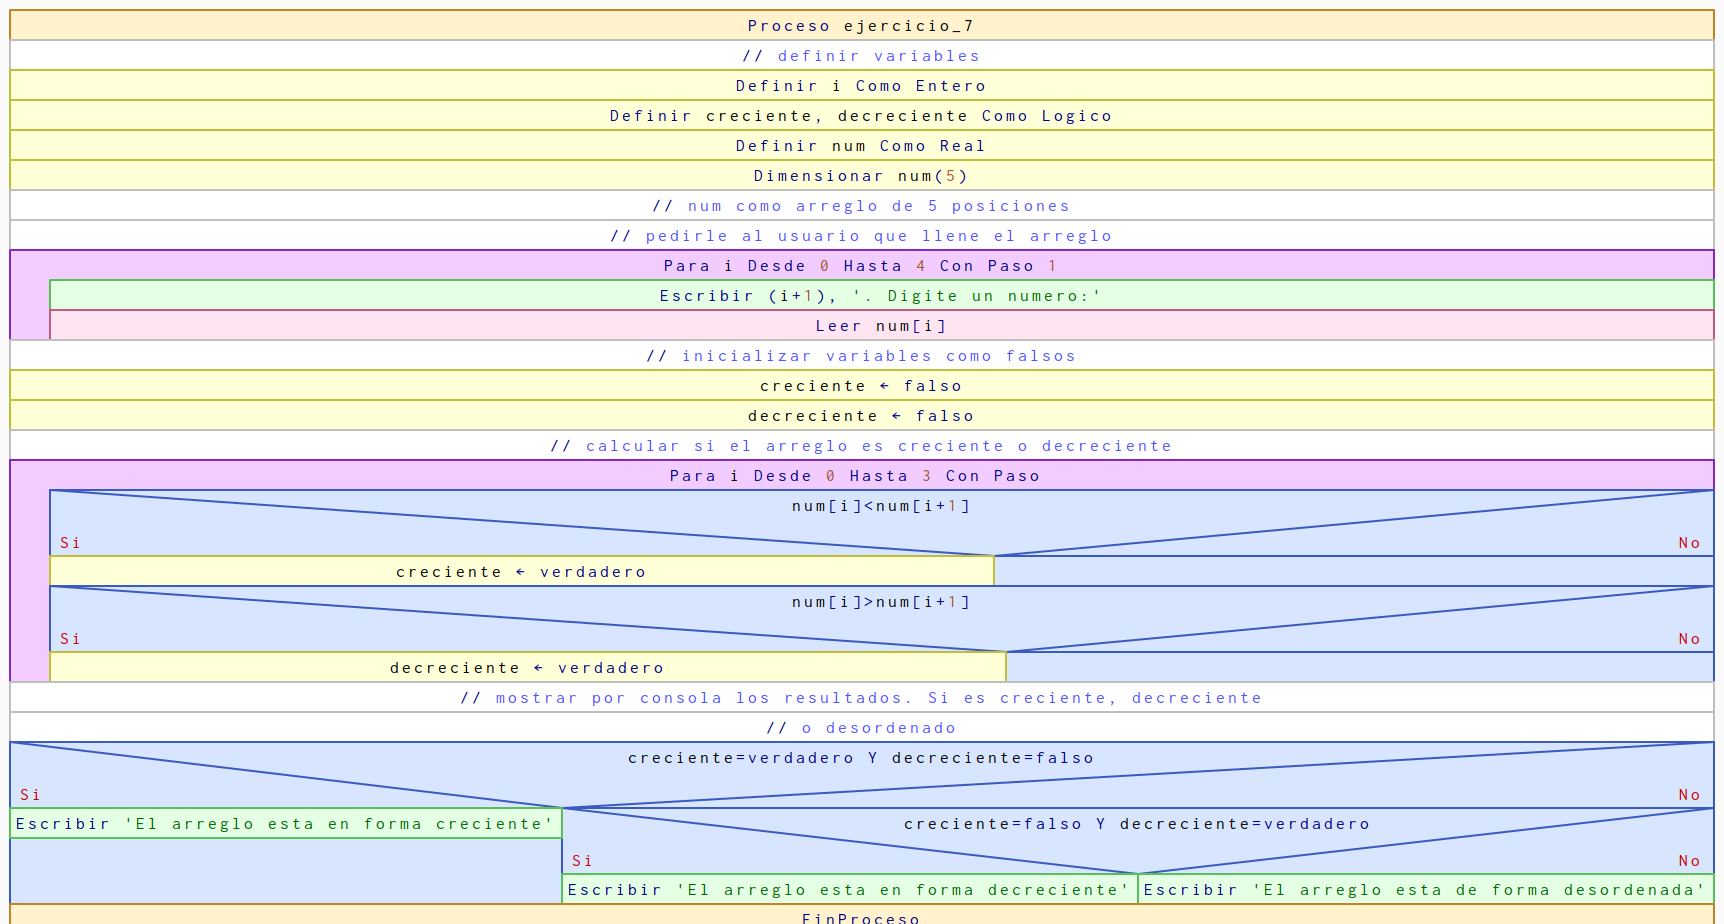 Proceso ejercicio_7
// definir variables
Definir i Como Entero
Definir creciente, decreciente Como Logico
Definir num Como Real
Dimensionar num(5)
// num como arreglo de 5 posiciones
// pedirle al usuario que llene el arreglo
Para i Desde 0 Hasta 4 Con Paso 1
Escribir (i+1), '. Digite un numero:'
Leer num[i]
// inicializar variables como falsos
creciente ← falso
decreciente ← falso
// calcular si el arreglo es creciente o decreciente
Para i Desde 0 Hasta 3 Con Paso
num[i]<num[i+1]
Si No
creciente ← verdadero
num[i]>num[i+1]
Si No
decreciente ← verdadero
// mostrar por consola los resultados. Si es creciente, decreciente
// o desordenado
creciente=verdadero Y decreciente=falso
Si No
Escribir 'El arreglo esta en forma creciente'
creciente=falso Y decreciente=verdadero
Si No
Escribir 'El arreglo esta en forma decreciente'
Escribir 'El arreglo esta de forma desordenada'
FinProceso